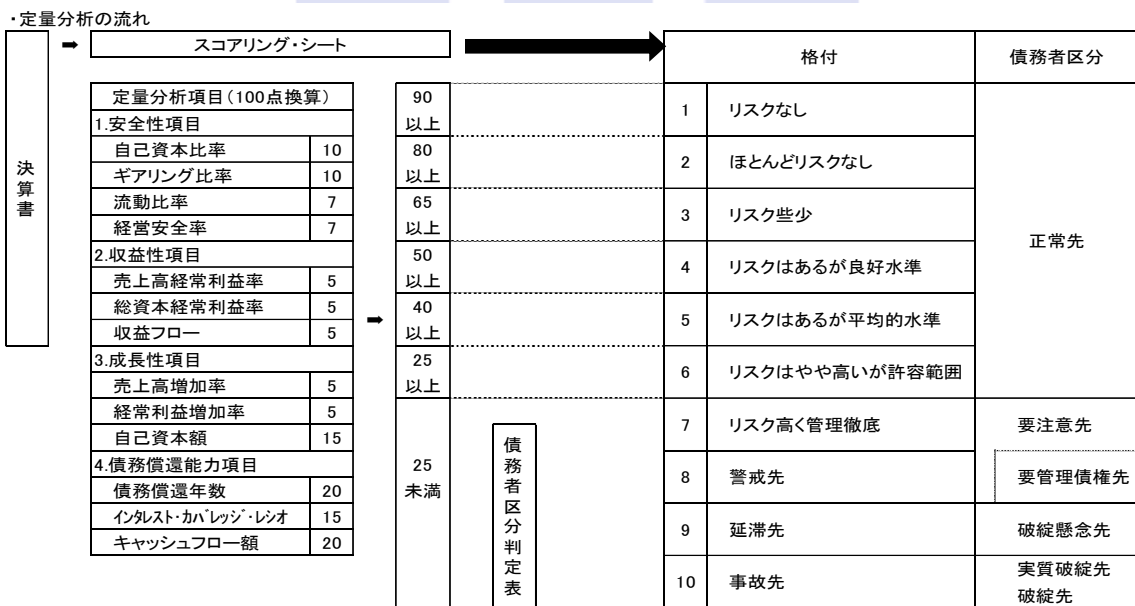 ・定量分析の流れ
➡
スコアリング・シート
格付
債務者区分
決算書
定量分析項目(100点換算)
1.安全性項目
自己資本比率 10
ギアリング比率 10
流動比率 7
経営安全率 7
2.収益性項目
売上高経常利益率 5
総資本経常利益率 5
収益フロー 5
3.成長性項目
売上高増加率 5
経常利益増加率 5
自己資本額 15
4.債務償還能力項目
債務償還年数 20
インタレスト・カバレッジ・レシオ 15
キャッシュフロー額 20
➡
90
以上
80
以上
65
以上
50
以上
40
以上
25
以上
25
未満
債務者区分判定表
1 リスクなし
2 ほとんどリスクなし
3 リスク些少
4 リスクはあるが良好水準
5 リスクはあるが平均的水準
6 リスクはやや高いが許容範囲
正常先
7 リスク高く管理徹底 要注意先
8 警戒先 要管理債権先
9 延滞先 破綻懸念先
10 事故先 実質破綻先
破綻先